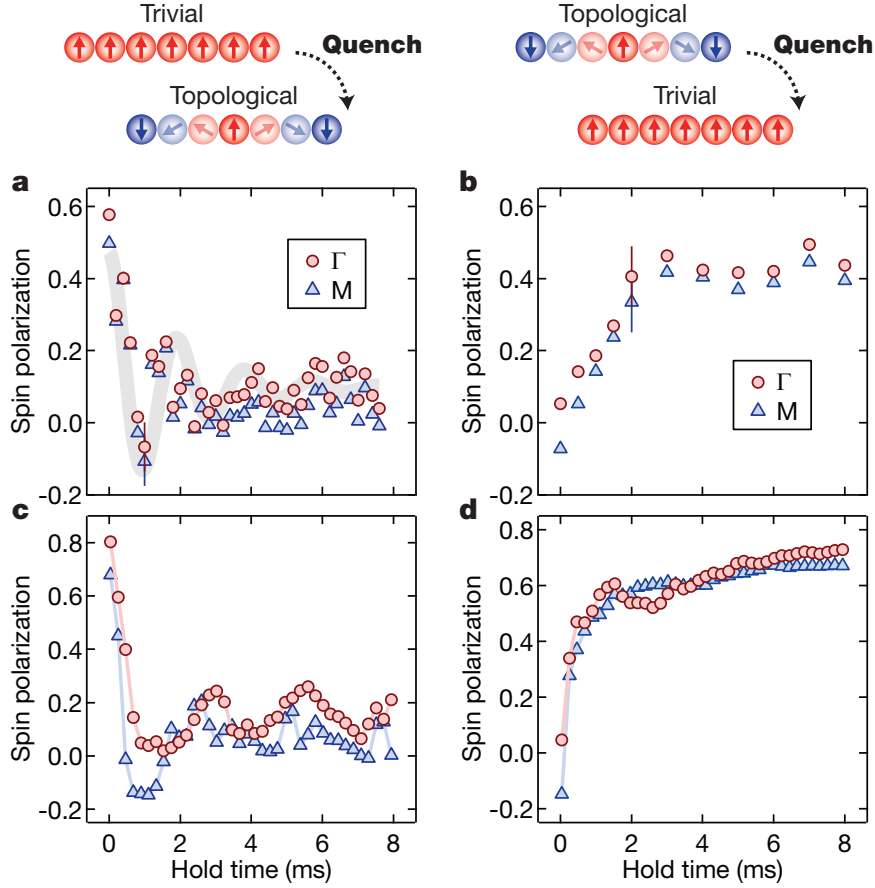 Trivial
Quench
Topological
Topological
Quench
Trivial
a
0.6
0.4
0.2
0.0
-0.2
Spin polarization
Γ
M
b
0.6
0.4
0.2
0.0
-0.2
Spin polarization
Γ
M
c
0.8
0.6
0.4
0.2
0.0
-0.2
Spin polarization
0 2 4 6 8
Hold time (ms)
d
0.8
0.6
0.4
0.2
0.0
-0.2
Spin polarization
0 2 4 6 8
Hold time (ms)